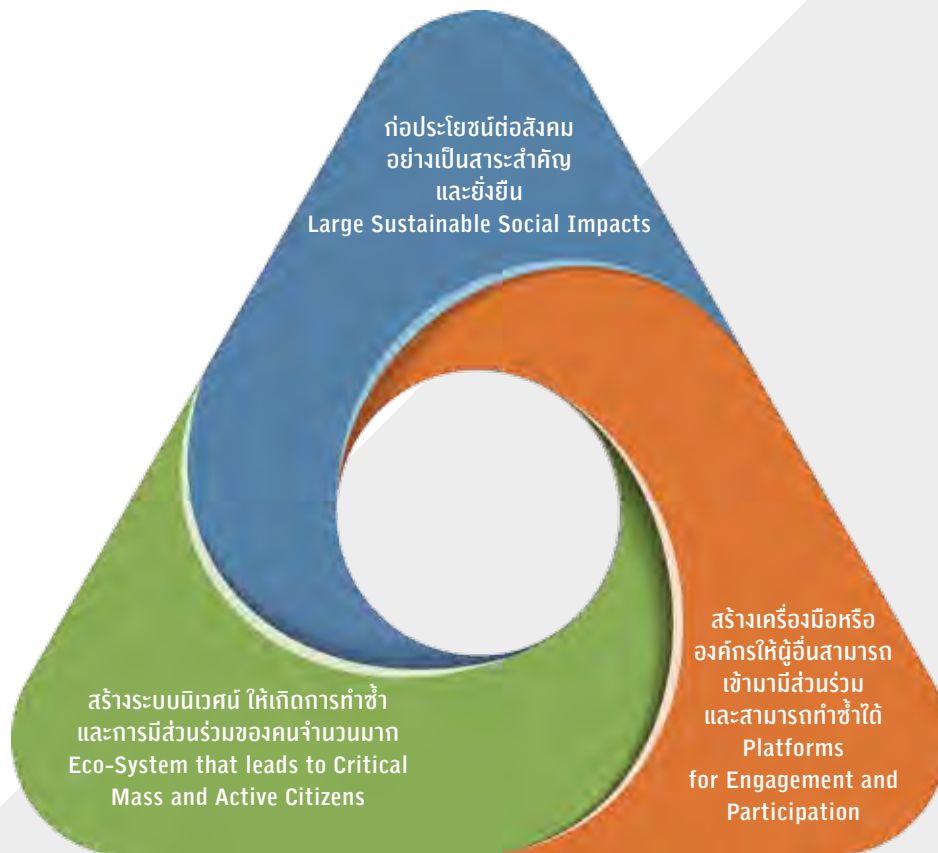 ก่อประโยชน์ต่อสังคม
อย่างเป็นสาระสำคัญ
และยั่งยืน
Large Sustainable Social Impacts
สร้างเครื่องมือหรือ
องค์กรให้ผู้อื่นสามารถ
เข้ามามีส่วนร่วม
และสามารถทำซ้ำได้
Platforms
for Engagement and
Participation
สร้างระบบนิเวศน์ ให้เกิดการทำซ้ำ
และการมีส่วนร่วมของคนจำนวนมาก
Eco-System that leads to Critical
Mass and Active Citizens